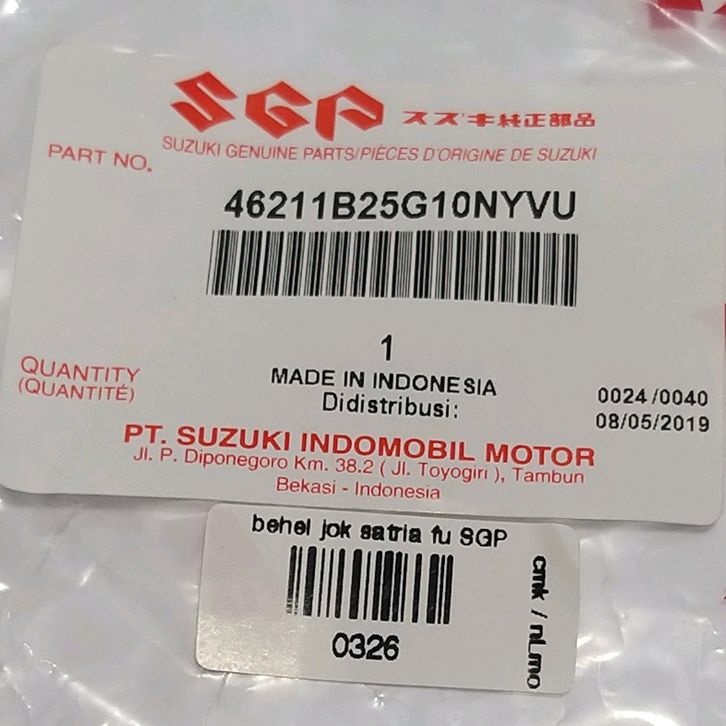 SGP スズキ純正部品
SUZUKI GENUINE PARTS/PIÈCES D'ORIGINE DE SUZUKI
PART NO.
46211B25G10NYVU
1
QUANTITY
(QUANTITÉ)
MADE IN INDONESIA
Didistribusi:
0024/0040
08/05/2019
PT. SUZUKI INDOMOBIL MOTOR
Jl. P. Diponegoro Km. 38.2 ( Jl. Toyogiri ), Tambun
Bekasi - Indonesia
behel jok satria fu SGP
0326
cmk / nl.mo